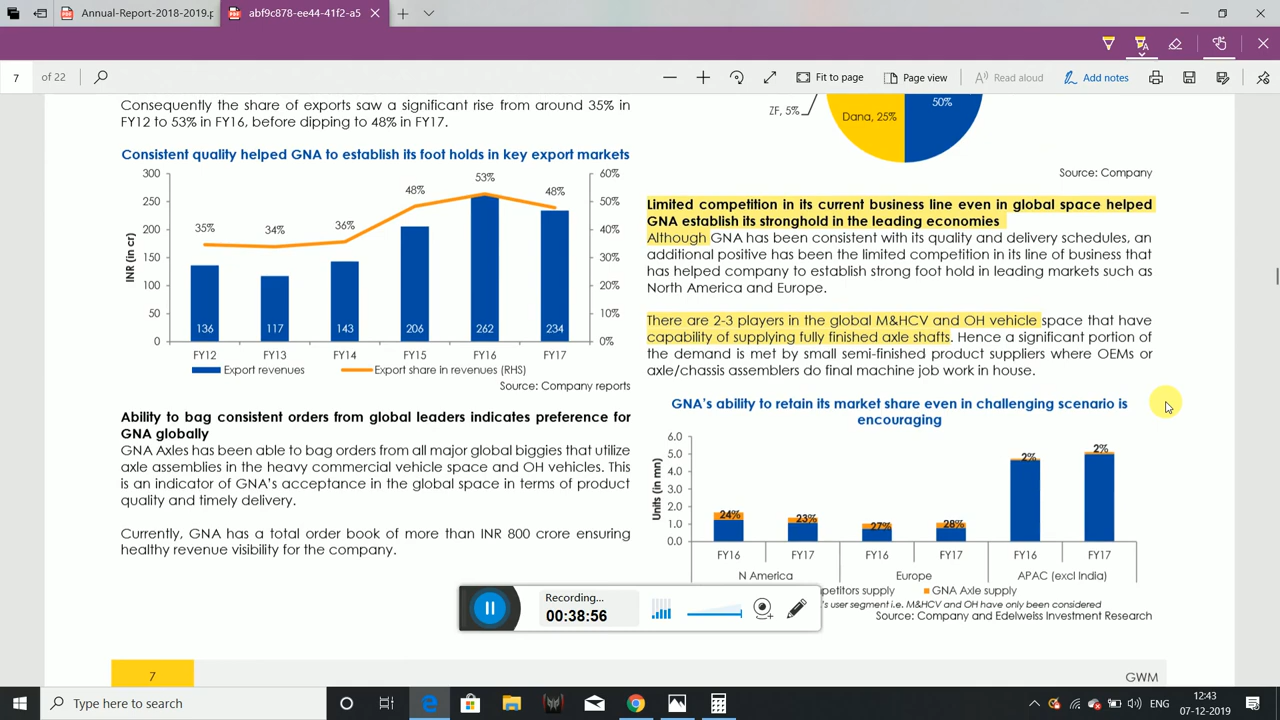 Annual-Report-2018-2019.p
abf9c878-ee44-41f2-a5
7 of 22
Fit to page
Page view
Read aloud
Add notes
Consequently the share of exports saw a significant rise from around 35% in
FY12 to 53% in FY16, before dipping to 48% in FY17.
Consistent quality helped GNA to establish its foot holds in key export markets
300
250
200
150
100
50
0
INR (in cr)
60%
50%
40%
30%
20%
10%
0%
35%
34%
36%
48%
53%
48%
136
117
143
206
262
234
FY12
FY13
FY14
FY15
FY16
FY17
Export revenues
Export share in revenues (RHS)
Source: Company reports
Ability to bag consistent orders from global leaders indicates preference for
GNA globally
GNA Axles has been able to bag orders from all major global biggies that utilize
axle assemblies in the heavy commercial vehicle space and OH vehicles. This
is an indicator of GNA's acceptance in the global space in terms of product
quality and timely delivery.
Currently, GNA has a total order book of more than INR 800 crore ensuring
healthy revenue visibility for the company.
ZF, 5%
Dana, 25%
50%
Source: Company
Limited competition in its current business line even in global space helped
GNA establish its stronghold in the leading economies
Although GNA has been consistent with its quality and delivery schedules, an
additional positive has been the limited competition in its line of business that
has helped company to establish strong foot hold in leading markets such as
North America and Europe.
There are 2-3 players in the global M&HCV and OH vehicle space that have
capability of supplying fully finished axle shafts. Hence a significant portion of
the demand is met by small semi-finished product suppliers where OEMs or
axle/chassis assemblers do final machine job work in house.
GNA's ability to retain its market share even in challenging scenario is
encouraging
6.0
5.0
4.0
3.0
2.0
1.0
0.0
Units (in mn)
24%
23%
27%
28%
2%
2%
FY16
FY17
FY16
FY17
FY16
FY17
N America
Europe
APAC (excl India)
petitors supply
GNA Axle supply
's user segment i.e. M&HCV and OH have only been considered
Source: Company and Edelweiss Investment Research
Recording...
00:38:56
7
GWM
Type here to search
ENG
12:43
07-12-2019